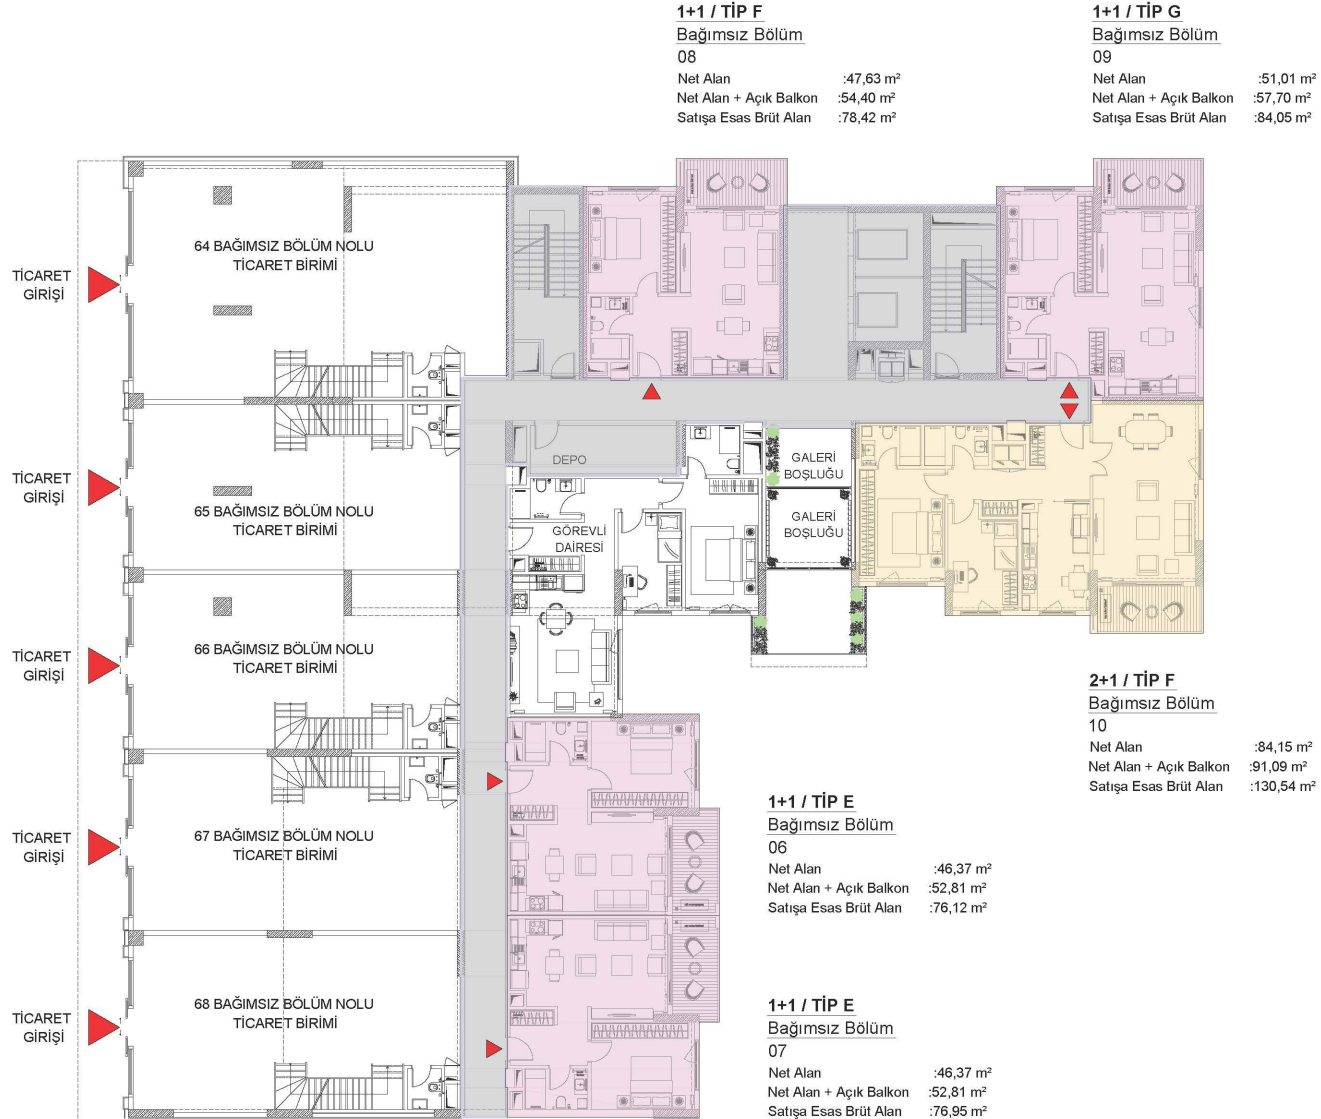 1+1 / TİP F
Bağımsız Bölüm
08
Net Alan :47,63 m²
Net Alan + Açık Balkon :54,40 m²
Satışa Esas Brüt Alan :78,42 m²
1+1 / TİP G
Bağımsız Bölüm
09
Net Alan :51,01 m²
Net Alan + Açık Balkon :57,70 m²
Satışa Esas Brüt Alan :84,05 m²
64 BAĞIMSIZ BÖLÜM NOLU
TİCARET BİRİMİ
TİCARET
GİRİŞİ
DEPO
GALERİ
BOŞLUĞU
TİCARET
GİRİŞİ
65 BAĞIMSIZ BÖLÜM NOLU
TİCARET BİRİMİ
GÖREVLİ
DAİRESİ
GALERİ
BOŞLUĞU
66 BAĞIMSIZ BÖLÜM NOLU
TİCARET BİRİMİ
TİCARET
GİRİŞİ
2+1 / TİP F
Bağımsız Bölüm
10
Net Alan :84,15 m²
Net Alan + Açık Balkon :91,09 m²
Satışa Esas Brüt Alan :130,54 m²
67 BAĞIMSIZ BÖLÜM NOLU
TİCARET BİRİMİ
TİCARET
GİRİŞİ
1+1 / TİP E
Bağımsız Bölüm
06
Net Alan :46,37 m²
Net Alan + Açık Balkon :52,81 m²
Satışa Esas Brüt Alan :76,12 m²
68 BAĞIMSIZ BÖLÜM NOLU
TİCARET BİRİMİ
TİCARET
GİRİŞİ
1+1 / TİP E
Bağımsız Bölüm
07
Net Alan :46,37 m²
Net Alan + Açık Balkon :52,81 m²
Satışa Esas Brüt Alan :76,95 m²